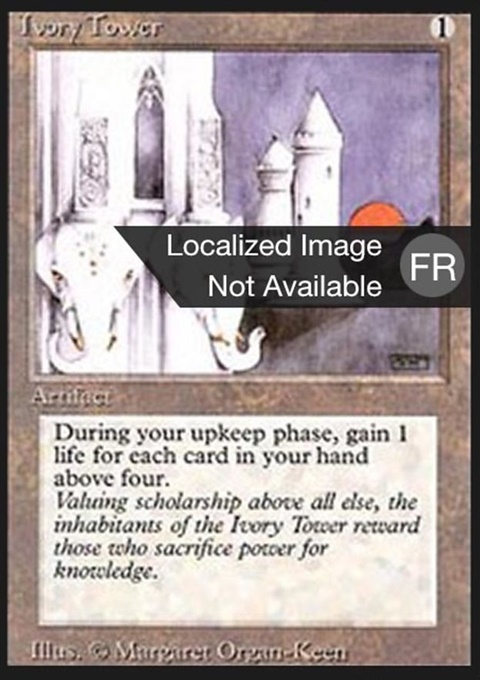 Ivory Tower 1
Localized Image
Not Available
FR
Artifact
During your upkeep phase, gain 1
life for each card in your hand
above four.
Valuing scholarship above all else, the
inhabitants of the Ivory Tower reward
those who sacrifice power for
knowledge.
Illus. © Margaret Organ-Keen